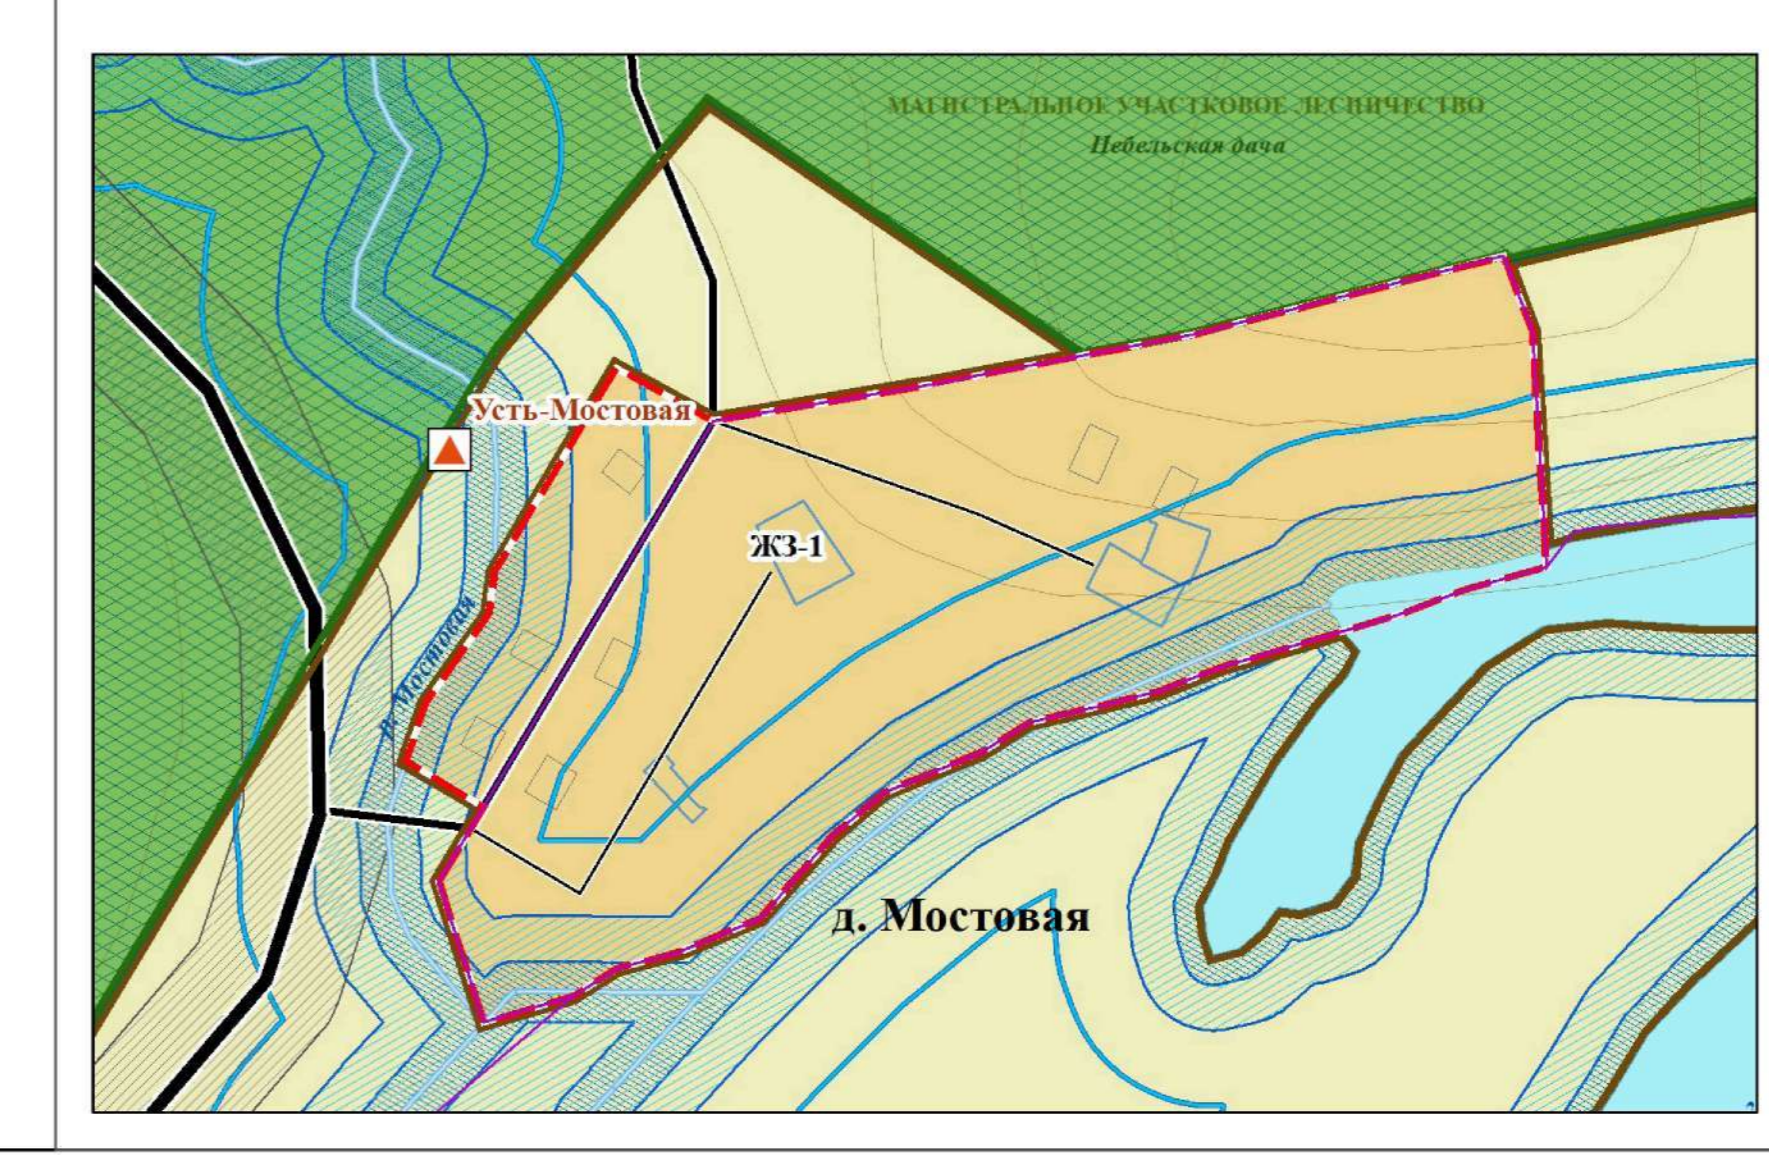 МАГИСТРАЛЬНОЕ УЧАСТКОВОЕ ЛЕСНИЧЕСТВО
Небельская дача
Усть-Мостовая
ЖЗ-1
р. Мостовая
д. Мостовая